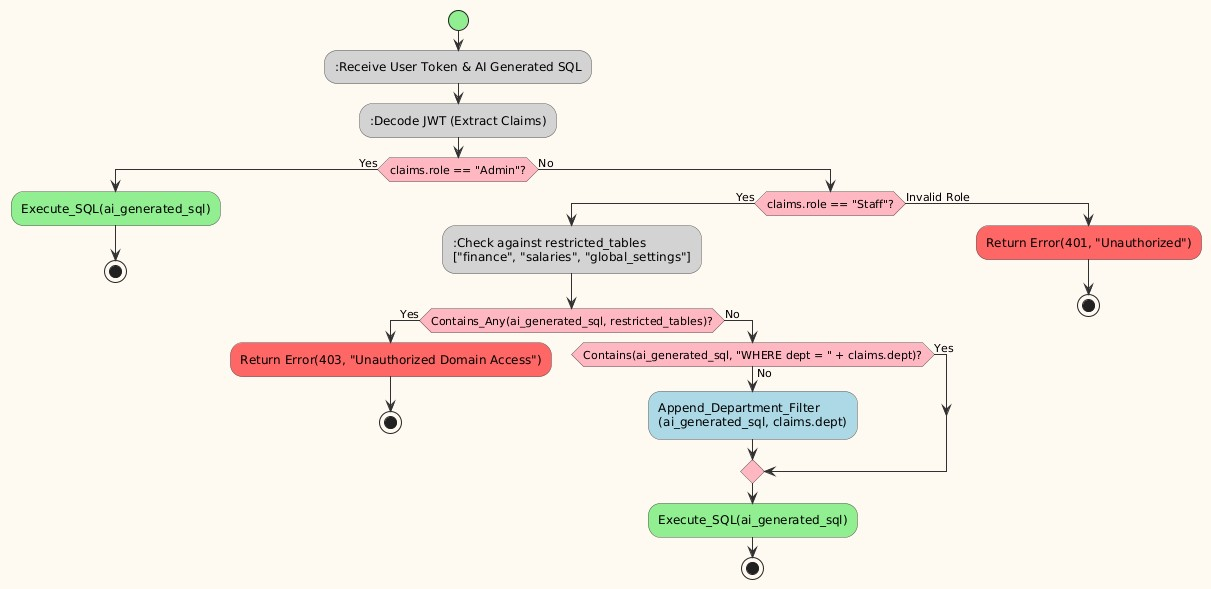 :Receive User Token & AI Generated SQL
:Decode JWT (Extract Claims)
Yes
claims.role == "Admin"?
No
Execute_SQL(ai_generated_sql)
Yes
claims.role == "Staff"?
Invalid Role
:Check against restricted_tables
["finance", "salaries", "global_settings"]
Return Error(401, "Unauthorized")
Yes
Contains_Any(ai_generated_sql, restricted_tables)?
No
Return Error(403, "Unauthorized Domain Access")
Contains(ai_generated_sql, "WHERE dept = " + claims.dept)?
Yes
No
Append_Department_Filter
(ai_generated_sql, claims.dept)
Execute_SQL(ai_generated_sql)